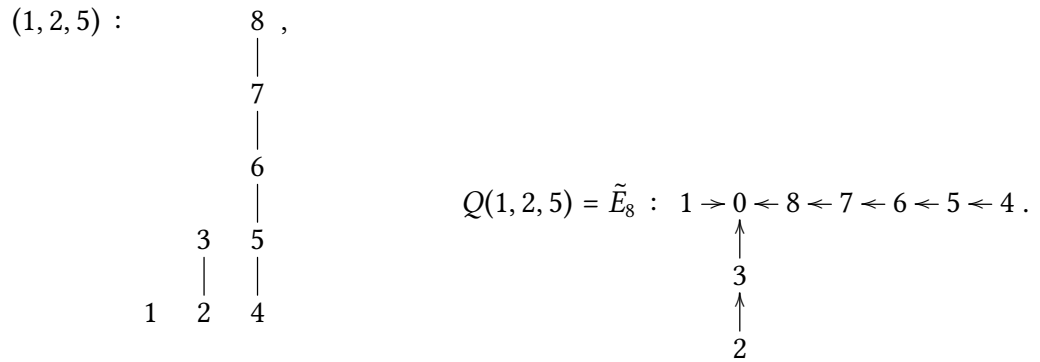 (1, 2, 5) : 8 ,
7
6
Q(1, 2, 5) = Ẽ₈ : 1 → 0 ← 8 ← 7 ← 6 ← 5 ← 4 .
3 5
3
1 2 4
2